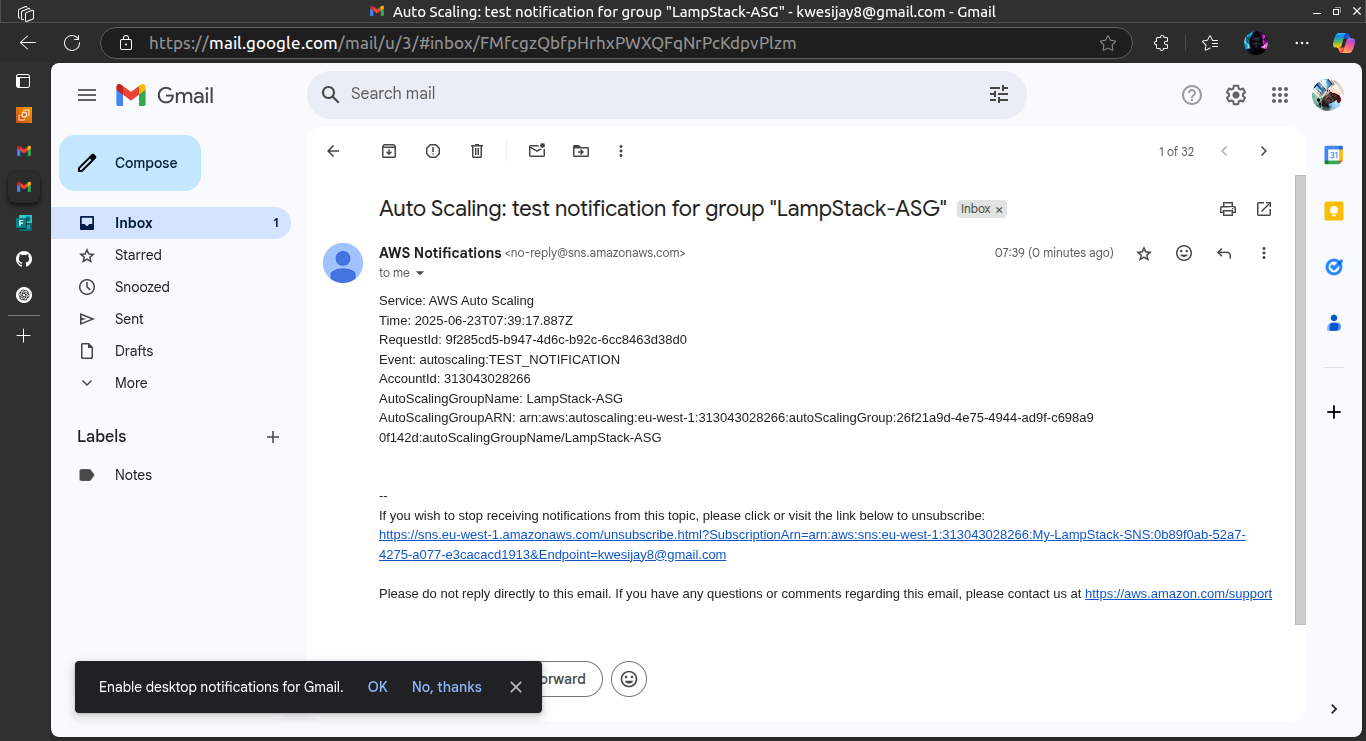 Auto Scaling: test notification for group "LampStack-ASG" - kwesijay8@gmail.com - Gmail
https://mail.google.com/mail/u/3/#inbox/FMfcgzQbfpHrhxPWXQFqNrPcKdpvPlzm
Gmail
Search mail
Compose
1 of 32
Inbox 1
Starred
Snoozed
Sent
Drafts
More
Labels
Notes
Auto Scaling: test notification for group "LampStack-ASG" Inbox ×
AWS Notifications <no-reply@sns.amazonaws.com> 07:39 (0 minutes ago)
to me
Service: AWS Auto Scaling
Time: 2025-06-23T07:39:17.887Z
RequestId: 9f285cd5-b947-4d6c-b92c-6cc8463d38d0
Event: autoscaling:TEST_NOTIFICATION
AccountId: 313043028266
AutoScalingGroupName: LampStack-ASG
AutoScalingGroupARN: arn:aws:autoscaling:eu-west-1:313043028266:autoScalingGroup:26f21a9d-4e75-4944-ad9f-c698a9
0f142d:autoScalingGroupName/LampStack-ASG
--
If you wish to stop receiving notifications from this topic, please click or visit the link below to unsubscribe:
https://sns.eu-west-1.amazonaws.com/unsubscribe.html?SubscriptionArn=arn:aws:sns:eu-west-1:313043028266:My-LampStack-SNS:0b89f0ab-52a7-
4275-a077-e3cacacd1913&Endpoint=kwesijay8@gmail.com
Please do not reply directly to this email. If you have any questions or comments regarding this email, please contact us at https://aws.amazon.com/support
Enable desktop notifications for Gmail. OK No, thanks
orward
31